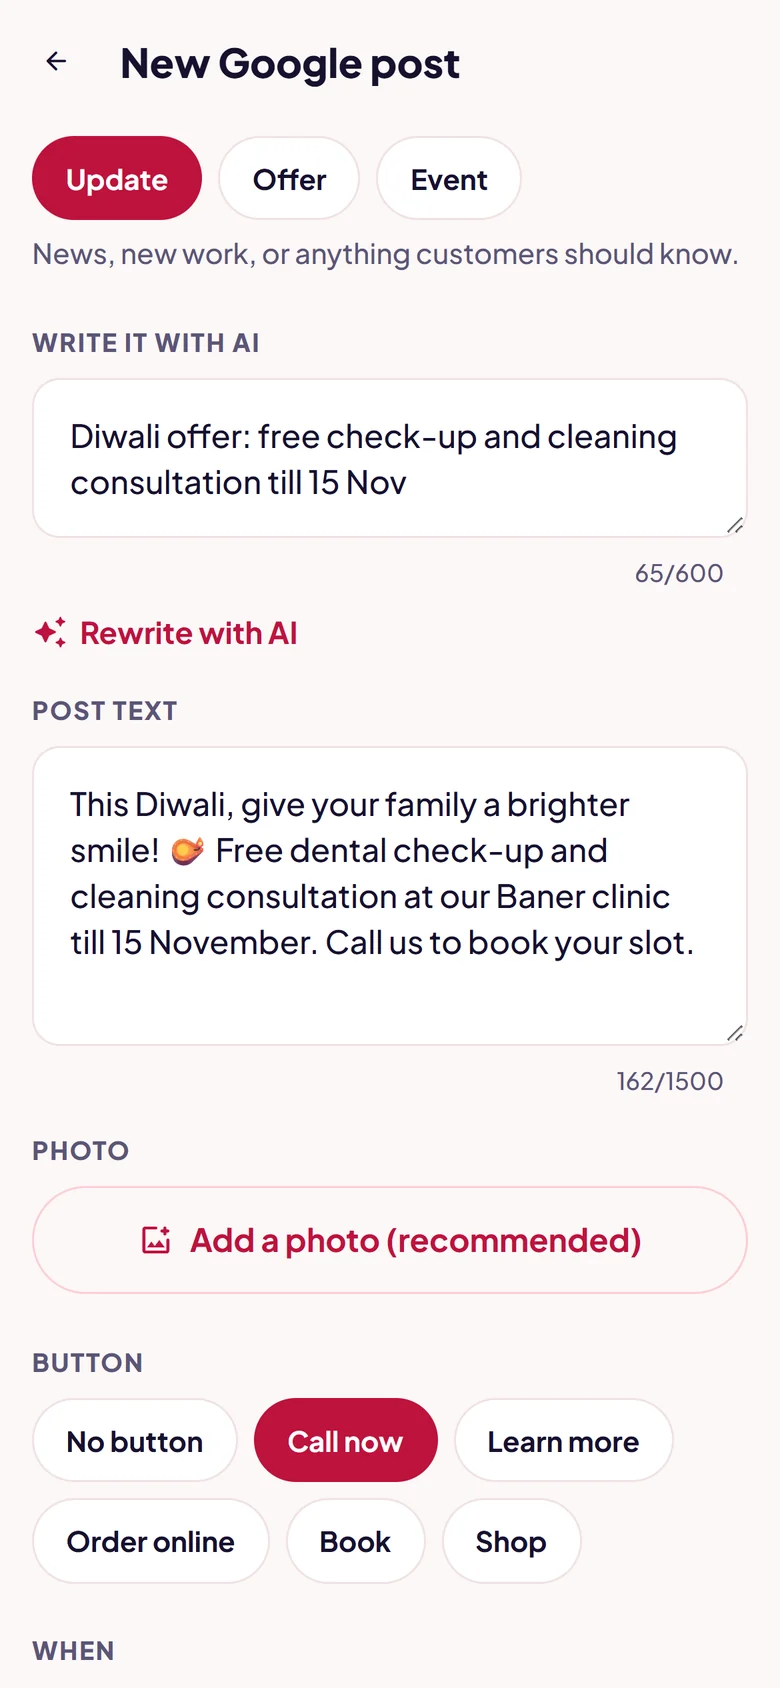 New Google post
Update Offer Event
News, new work, or anything customers should know.
WRITE IT WITH AI
Diwali offer: free check-up and cleaning
consultation till 15 Nov
65/600
Rewrite with AI
POST TEXT
This Diwali, give your family a brighter
smile! 🪔 Free dental check-up and
cleaning consultation at our Baner clinic
till 15 November. Call us to book your slot.
162/1500
PHOTO
Add a photo (recommended)
BUTTON
No button Call now Learn more
Order online Book Shop
WHEN